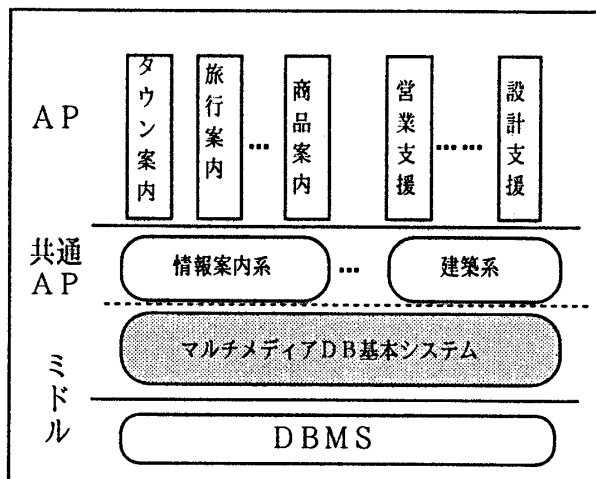 AP
タウン案内
旅行案内
…
商品案内
営業支援
……
設計支援
共通
AP
情報案内系
…
建築系
ミドル
マルチメディアDB基本システム
DBMS